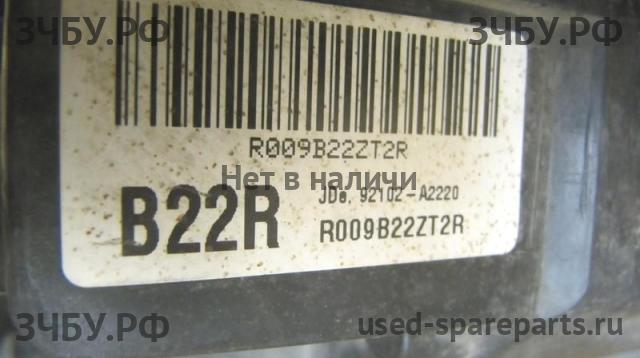 ЗЧБУ.РФ ЗЧБУ.РФ
R009B22ZT2R
Нет в наличи
B22R JDe, 92102-A2220
R009B22ZT2R
ЗЧБУ.РФ used-spareparts.ru